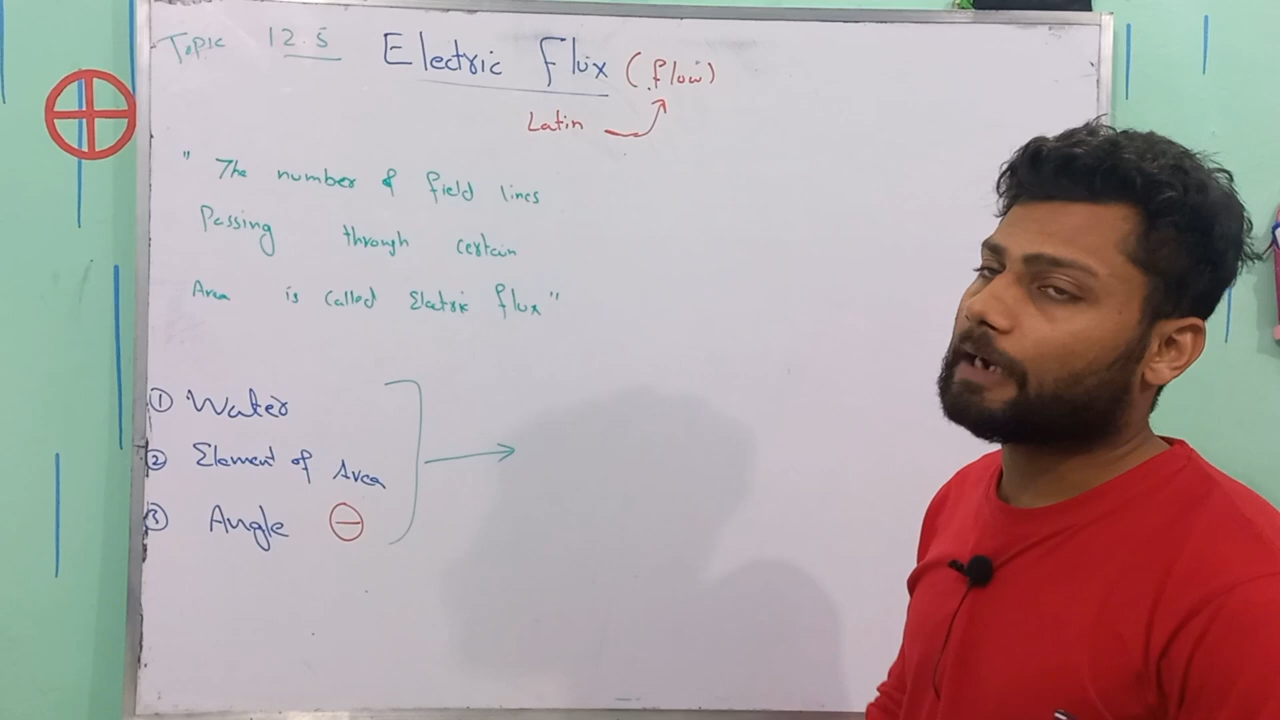 Topic 12.5 Electric Flux (flow)
Latin
" The number of field lines
Passing through certain
Area is called Electric flux "
① Water
② Element of Area
③ Angle θ